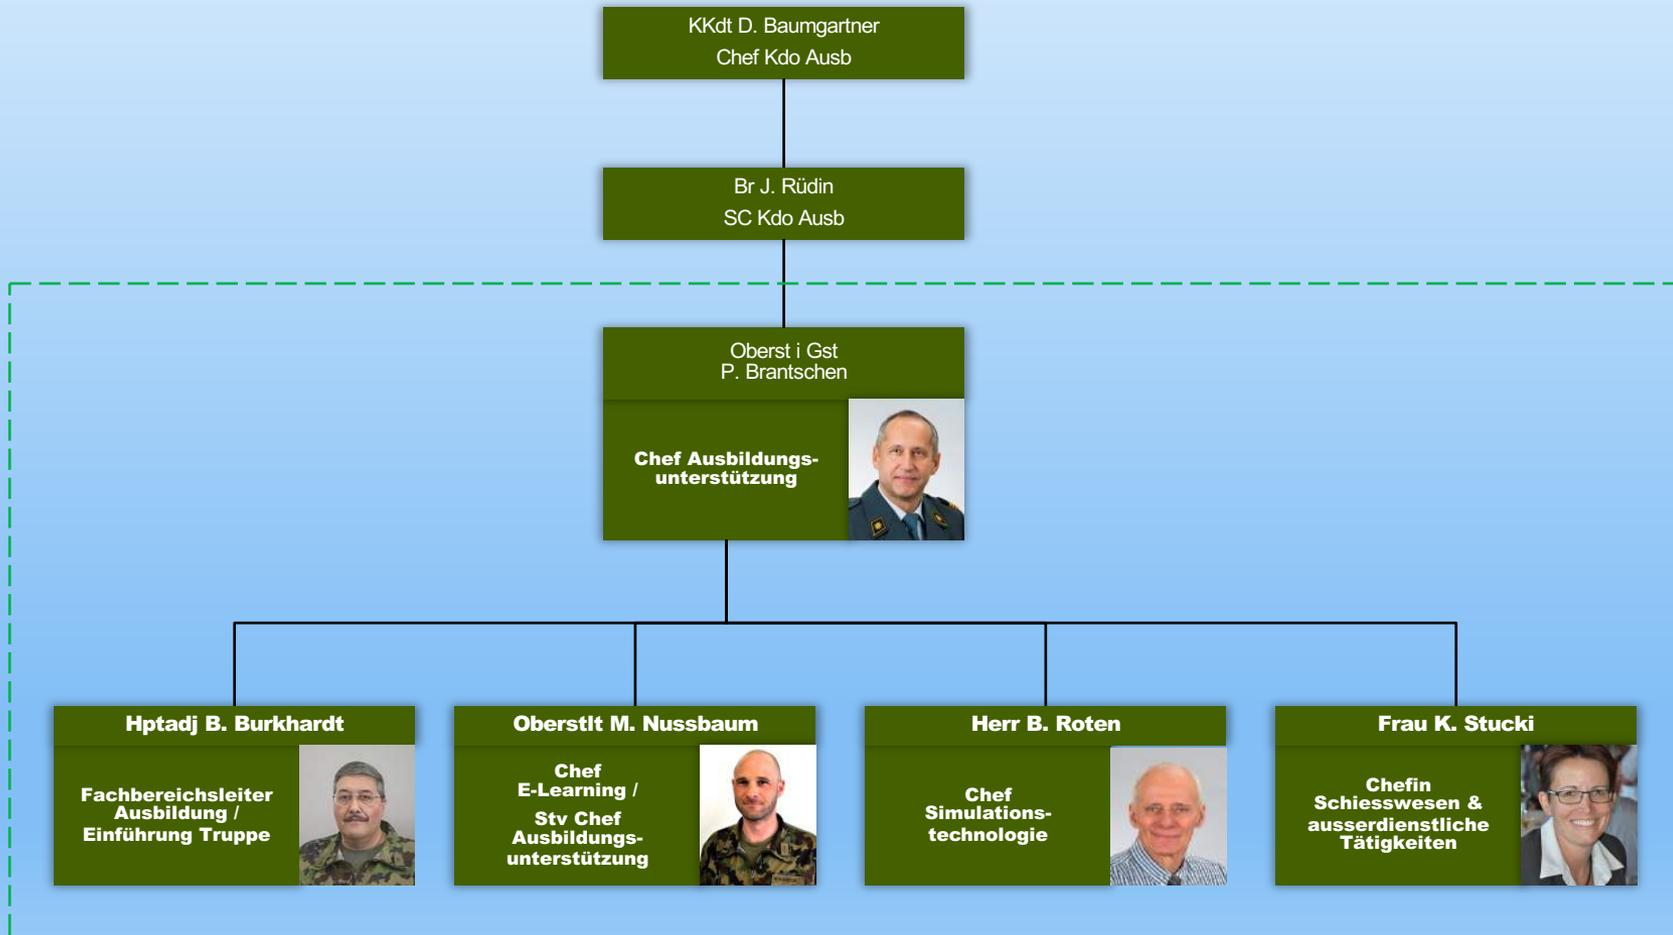 KKdt D. Baumgartner
Chef Kdo Ausb
Br J. Rüdin
SC Kdo Ausb
Oberst i Gst
P. Brantschen
Chef Ausbildungs-
unterstützung
Hptadj B. Burkhardt
Fachbereichsleiter
Ausbildung /
Einführung Truppe
Oberstlt M. Nussbaum
Chef
E-Learning /
Stv Chef
Ausbildungs-
unterstützung
Herr B. Roten
Chef
Simulations-
technologie
Frau K. Stucki
Chefin
Schiesswesen &
ausserdienstliche
Tätigkeiten